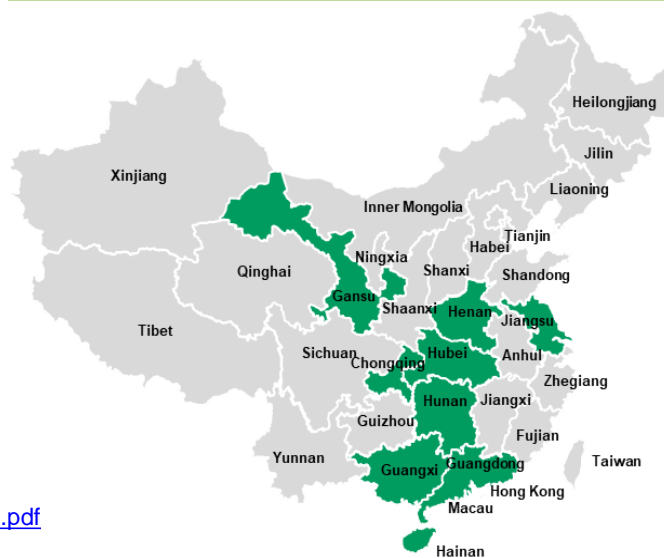 Heilongjiang
Jilin
Liaoning
Xinjiang
Inner Mongolia
Tianjin
Habei
Ningxia
Shanxi
Shandong
Qinghai
Gansu
Shaanxi
Henan
Jiangsu
Tibet
Sichuan
Chongqing
Hubei
Anhul
Zhegiang
Hunan
Jiangxi
Guizhou
Fujian
Yunnan
Guangxi
Guangdong
Taiwan
Hong Kong
Macau
.pdf
Hainan